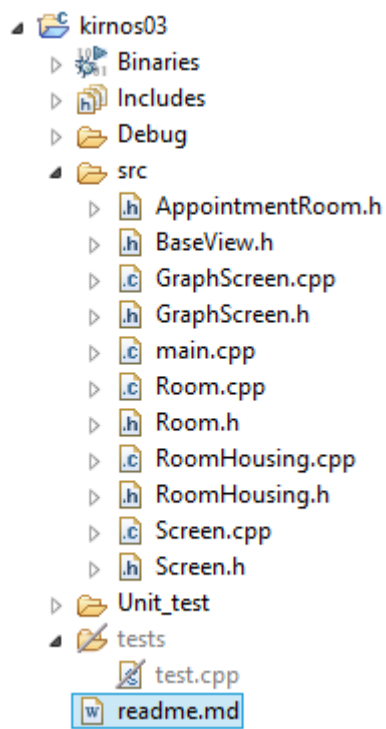 kirnos03
Binaries
Includes
Debug
src
AppointmentRoom.h
BaseView.h
GraphScreen.cpp
GraphScreen.h
main.cpp
Room.cpp
Room.h
RoomHousing.cpp
RoomHousing.h
Screen.cpp
Screen.h
Unit_test
tests
test.cpp
readme.md